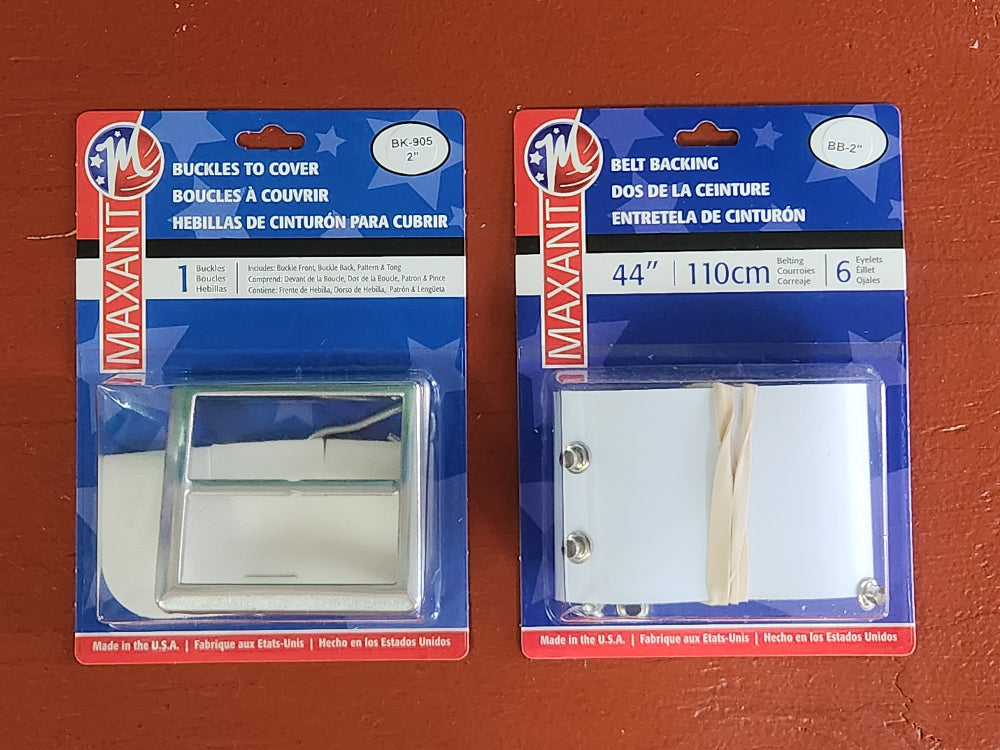 M
MAXANT
BK-905
2"
BUCKLES TO COVER
BOUCLES À COUVRIR
HEBILLAS DE CINTURÓN PARA CUBRIR
1
Buckles
Boucles
Hebillas
Includes: Buckle Front, Buckle Back, Pattern & Tong
Comprend: Devant de la Boucle, Dos de la Boucle, Patron & Pince
Contiene: Frente de Hebilla, Dorso de Hebilla, Patrón & Lengüeta
Made in the U.S.A. | Fabrique aux Etats-Unis | Hecho en los Estados Unidos
M
MAXANT
BB-2"
BELT BACKING
DOS DE LA CEINTURE
ENTRETELA DE CINTURÓN
44" | 110cm
Belting
Courroies
Correaje
6
Eyelets
Éillet
Ojales
Made in the U.S.A. | Fabrique aux Etats-Unis | Hecho en los Estados Unidos